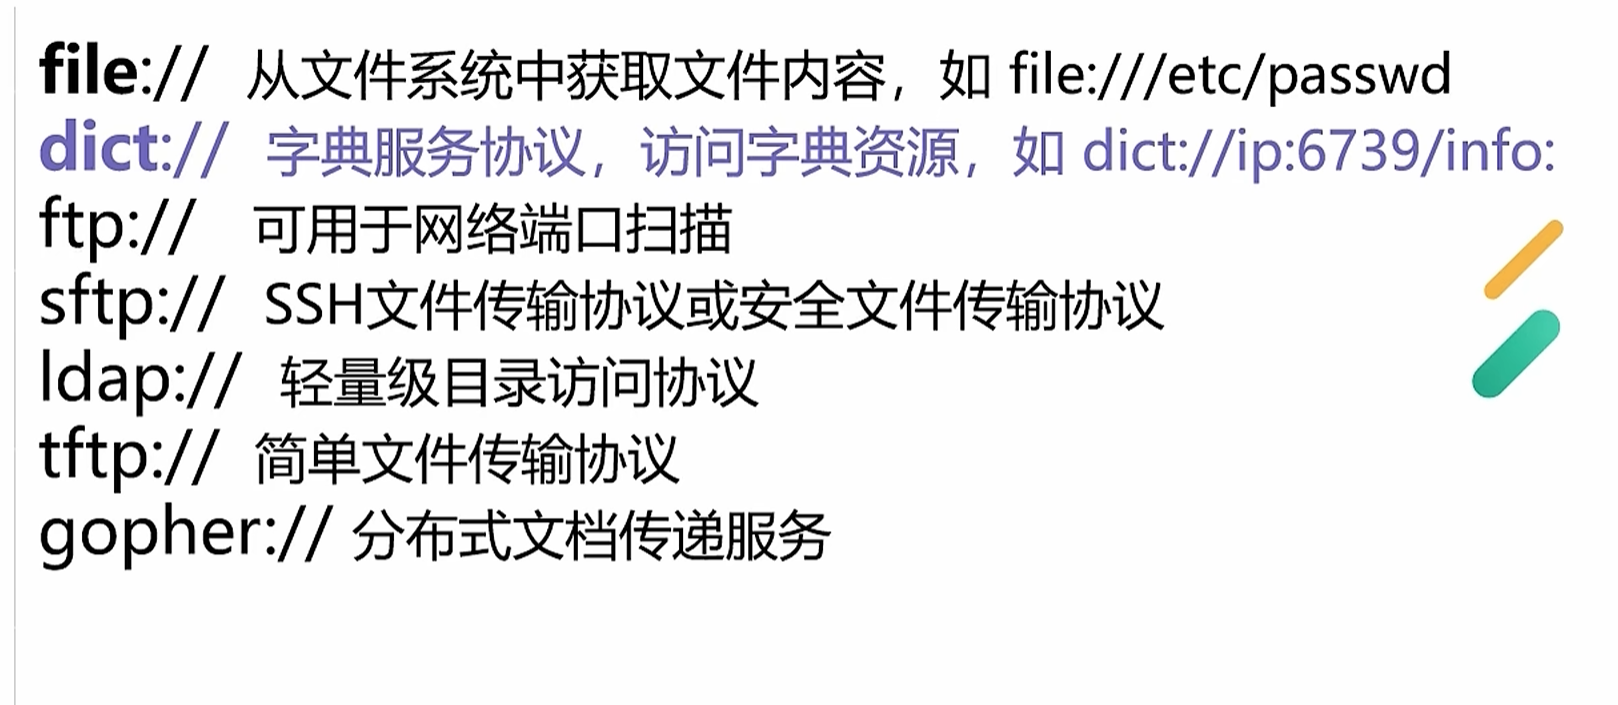 file://  从文件系统中获取文件内容，如 file:///etc/passwd
dict://  字典服务协议，访问字典资源，如 dict://ip:6739/info:
ftp://  可用于网络端口扫描
sftp://  SSH文件传输协议或安全文件传输协议
ldap://  轻量级目录访问协议
tftp://  简单文件传输协议
gopher:// 分布式文档传递服务